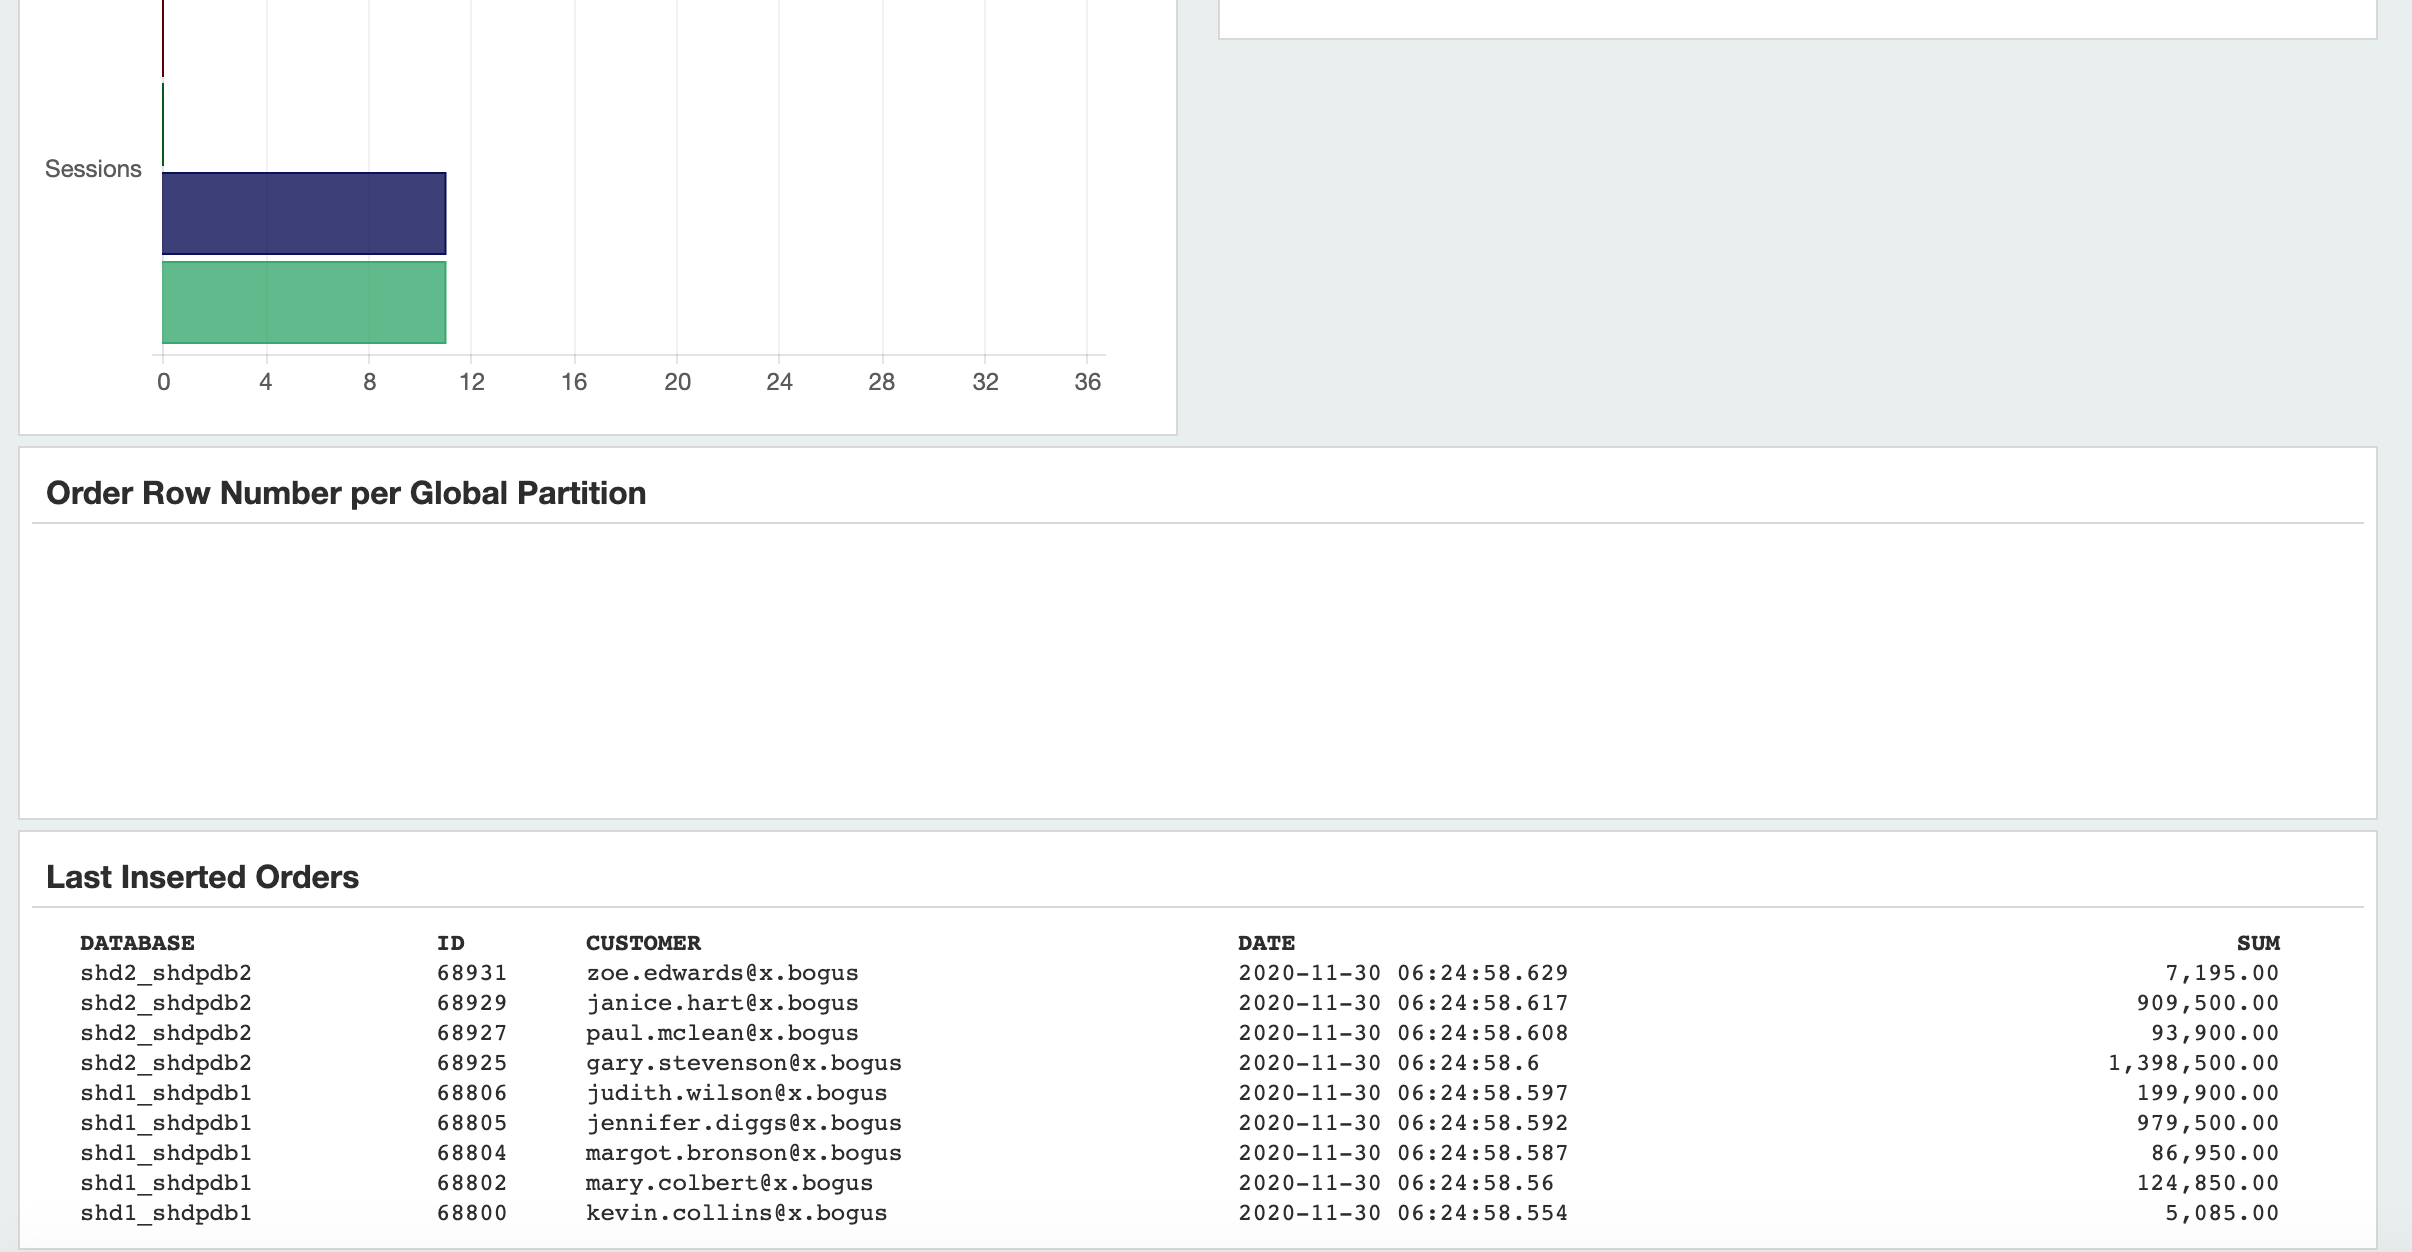 Sessions
0 4 8 12 16 20 24 28 32 36
Order Row Number per Global Partition
Last Inserted Orders
DATABASE ID CUSTOMER DATE SUM
shd2_shdpdb2 68931 zoe.edwards@x.bogus 2020-11-30 06:24:58.629 7,195.00
shd2_shdpdb2 68929 janice.hart@x.bogus 2020-11-30 06:24:58.617 909,500.00
shd2_shdpdb2 68927 paul.mclean@x.bogus 2020-11-30 06:24:58.608 93,900.00
shd2_shdpdb2 68925 gary.stevenson@x.bogus 2020-11-30 06:24:58.6 1,398,500.00
shd1_shdpdb1 68806 judith.wilson@x.bogus 2020-11-30 06:24:58.597 199,900.00
shd1_shdpdb1 68805 jennifer.diggs@x.bogus 2020-11-30 06:24:58.592 979,500.00
shd1_shdpdb1 68804 margot.bronson@x.bogus 2020-11-30 06:24:58.587 86,950.00
shd1_shdpdb1 68802 mary.colbert@x.bogus 2020-11-30 06:24:58.56 124,850.00
shd1_shdpdb1 68800 kevin.collins@x.bogus 2020-11-30 06:24:58.554 5,085.00